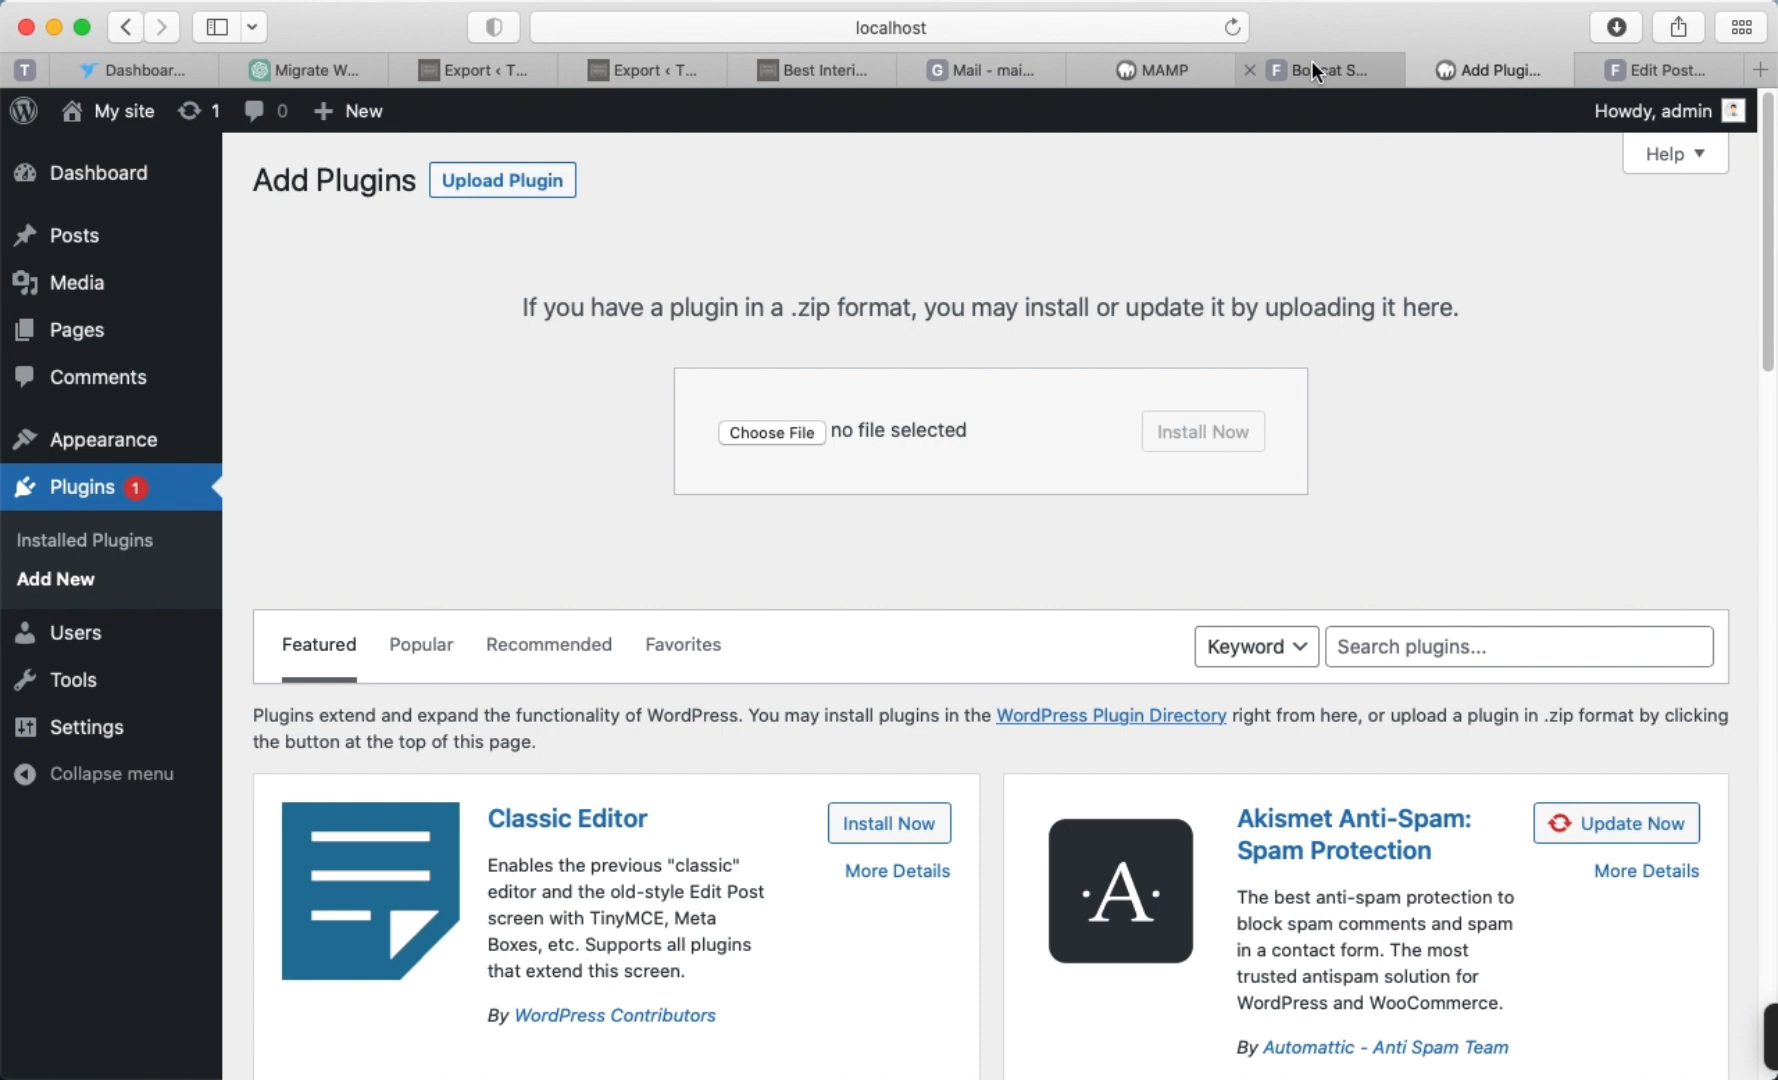 localhost
T
Dashboar...
Migrate W...
Export < T...
Export < T...
Best Interi...
G Mail - mai...
MAMP
F
Add Plugi...
F Edit Post...
My site
1
0
New
Howdy, admin
Dashboard
Posts
Media
Pages
Comments
Appearance
Plugins 1
Installed Plugins
Add New
Users
Tools
Settings
Collapse menu
Help
Add Plugins
Upload Plugin
If you have a plugin in a .zip format, you may install or update it by uploading it here.
Choose File no file selected
Install Now
Featured
Popular
Recommended
Favorites
Keyword
Search plugins...
Plugins extend and expand the functionality of WordPress. You may install plugins in the WordPress Plugin Directory right from here, or upload a plugin in .zip format by clicking
the button at the top of this page.
Classic Editor
Install Now
More Details
Enables the previous "classic"
editor and the old-style Edit Post
screen with TinyMCE, Meta
Boxes, etc. Supports all plugins
that extend this screen.
By WordPress Contributors
·A·
Akismet Anti-Spam:
Spam Protection
Update Now
More Details
The best anti-spam protection to
block spam comments and spam
in a contact form. The most
trusted antispam solution for
WordPress and WooCommerce.
By Automattic - Anti Spam Team